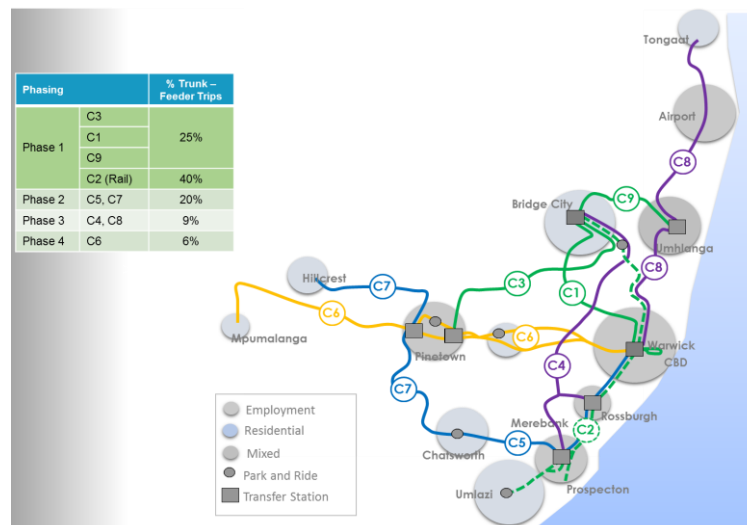 Phasing
% Trunk –
Feeder Trips
Phase 1
C3
C1
C9
25%
C2 (Rail)
40%
Phase 2
C5, C7
20%
Phase 3
C4, C8
9%
Phase 4
C6
6%
Tongaat
Airport
C8
Bridge City
C9
Umhlanga
C8
Hillcrest
C7
C3
C1
C6
Mpumalanga
Pinetown
C6
Warwick
CBD
C4
C7
Rossburgh
Merebank
C2
C5
Chatsworth
Umlazi
Prospecton
Employment
Residential
Mixed
Park and Ride
Transfer Station